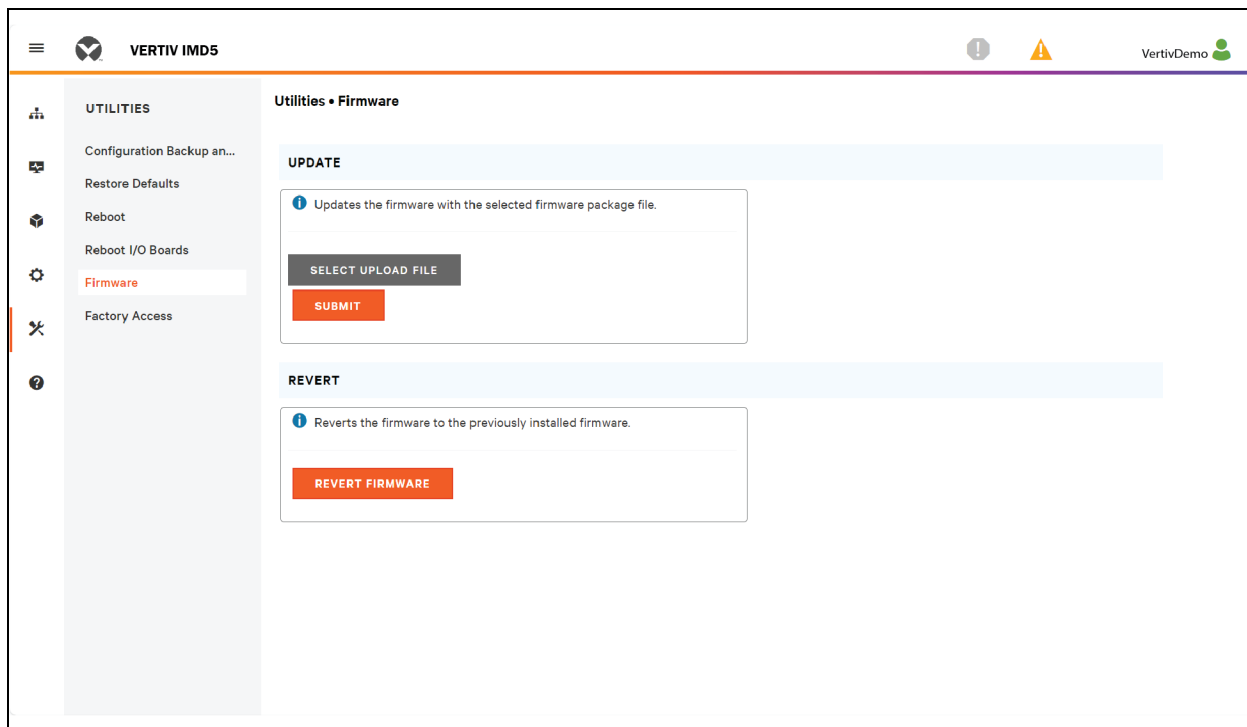 VERTIV IMD5
VertivDemo
UTILITIES
Configuration Backup an...
Restore Defaults
Reboot
Reboot I/O Boards
Firmware
Factory Access
Utilities • Firmware
UPDATE
Updates the firmware with the selected firmware package file.
SELECT UPLOAD FILE
SUBMIT
REVERT
Reverts the firmware to the previously installed firmware.
REVERT FIRMWARE